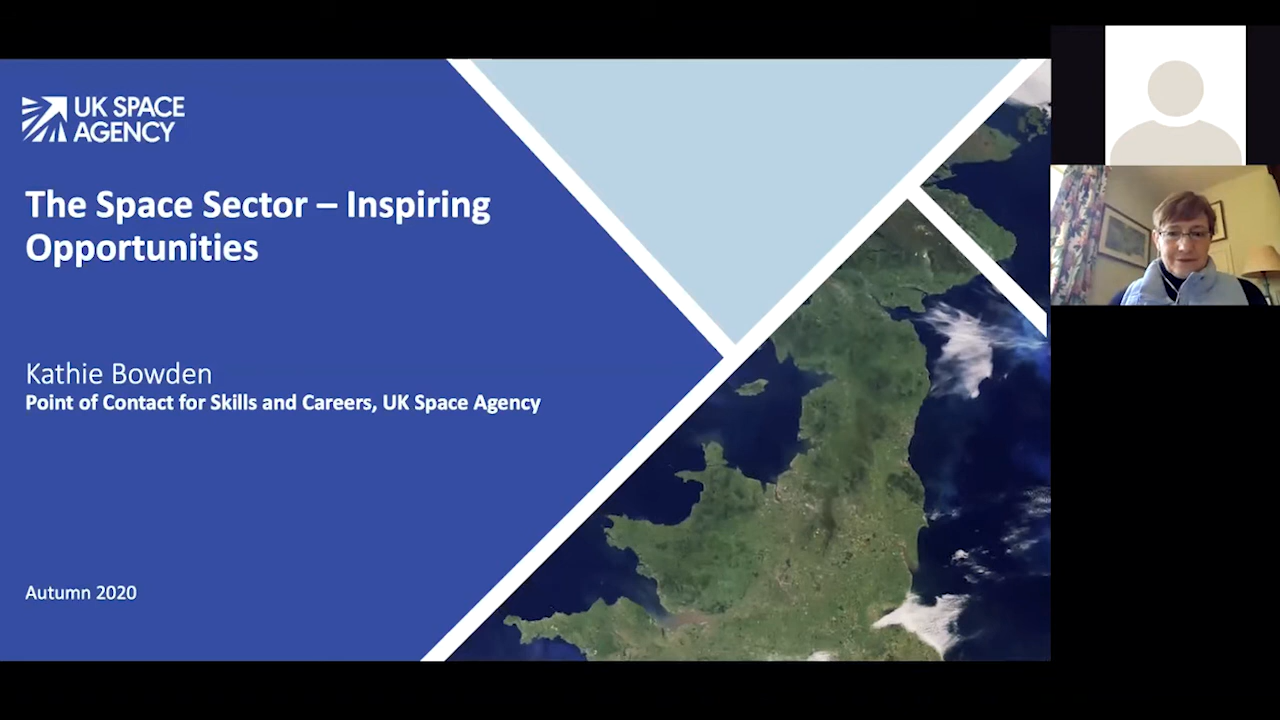 UK SPACE
AGENCY
The Space Sector – Inspiring
Opportunities
Kathie Bowden
Point of Contact for Skills and Careers, UK Space Agency
Autumn 2020